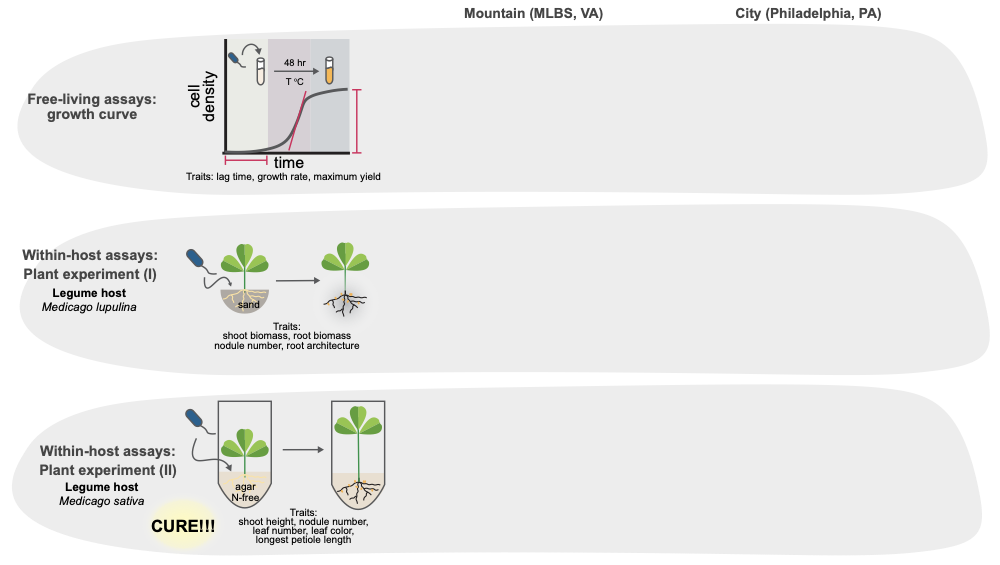 Mountain (MLBS, VA)
City (Philadelphia, PA)
Free-living assays:
growth curve
cell
density
48 hr
T ºC
time
Traits: lag time, growth rate, maximum yield
Within-host assays:
Plant experiment (I)
Legume host
Medicago lupulina
sand
Traits:
shoot biomass, root biomass
nodule number, root architecture
Within-host assays:
Plant experiment (II)
Legume host
Medicago sativa
CURE!!!
agar
N-free
Traits:
shoot height, nodule number,
leaf number, leaf color,
longest petiole length